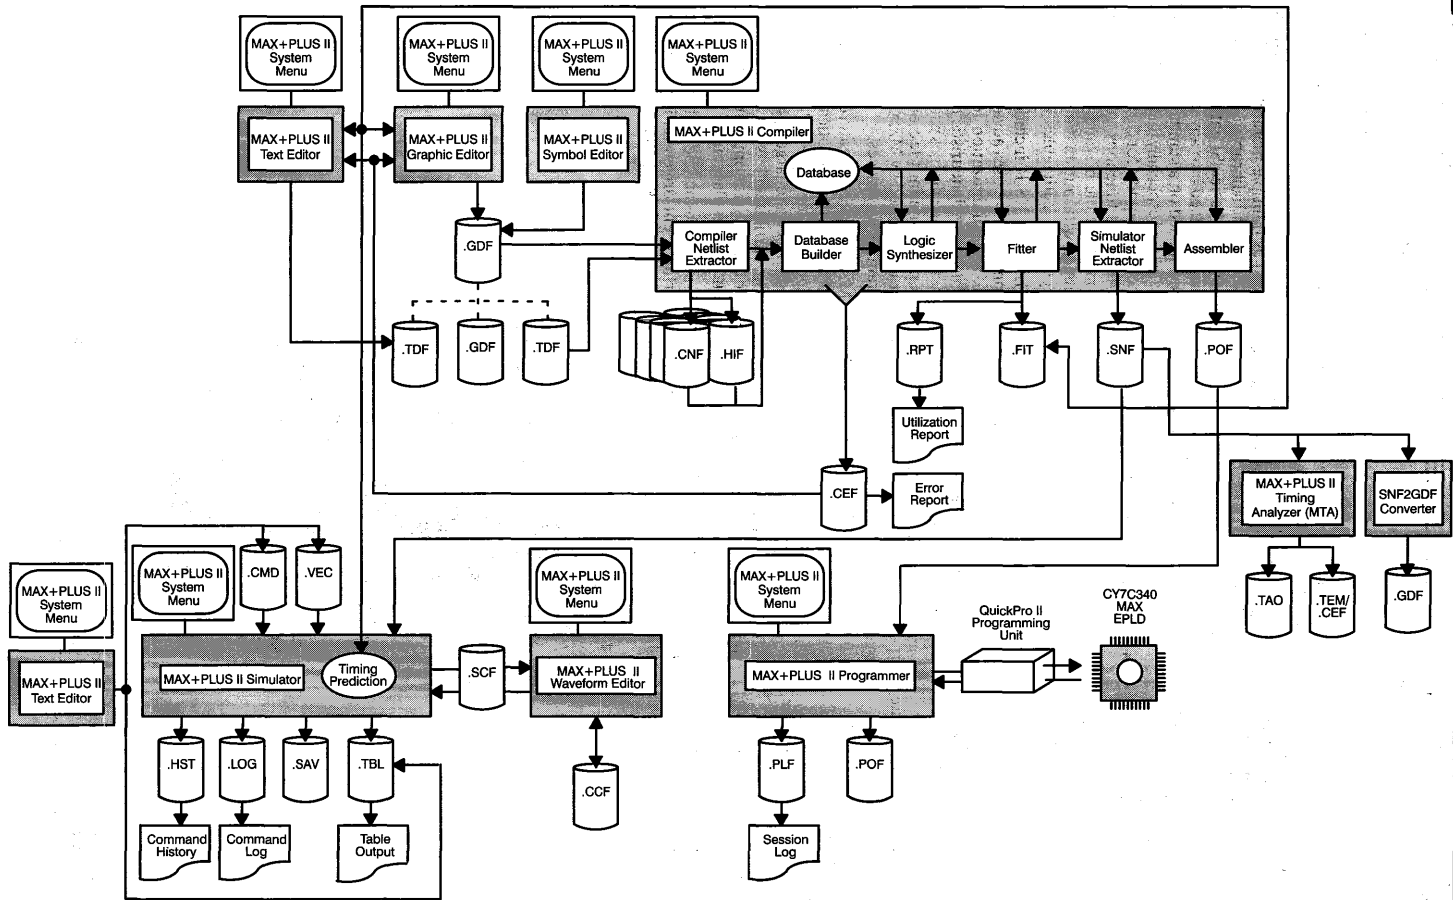 MAX+PLUS II
System
Menu
MAX+PLUS II
System
Menu
MAX+PLUS II
System
Menu
MAX+PLUS II
System
Menu
MAX+PLUS II
Text Editor
MAX+PLUS II
Graphic Editor
MAX+PLUS II
Symbol Editor
MAX+PLUS II Compiler
Database
.GDF
Compiler
Netlist
Extractor
Database
Builder
Logic
Synthesizer
Fitter
Simulator
Netlist
Extractor
Assembler
.TDF
.GDF
.TDF
.CNF
.HIF
.RPT
.FIT
.SNF
.POF
Utilization
Report
.CEF
Error
Report
MAX+PLUS II
Timing
Analyzer (MTA)
SNF2GDF
Converter
.TAO
.TEM/
.CEF
.GDF
MAX+PLUS II
System
Menu
MAX+PLUS II
System
Menu
.CMD
.VEC
MAX+PLUS II
System
Menu
MAX+PLUS II
System
Menu
QuickPro II
Programming
Unit
CY7C340
MAX
EPLD
MAX+PLUS II
Text Editor
MAX+PLUS II Simulator
Timing
Prediction
.SCF
MAX+PLUS II
Waveform Editor
MAX+PLUS II Programmer
.HST
.LOG
.SAV
.TBL
.CCF
.PLF
.POF
Command
History
Command
Log
Table
Output
Session
Log